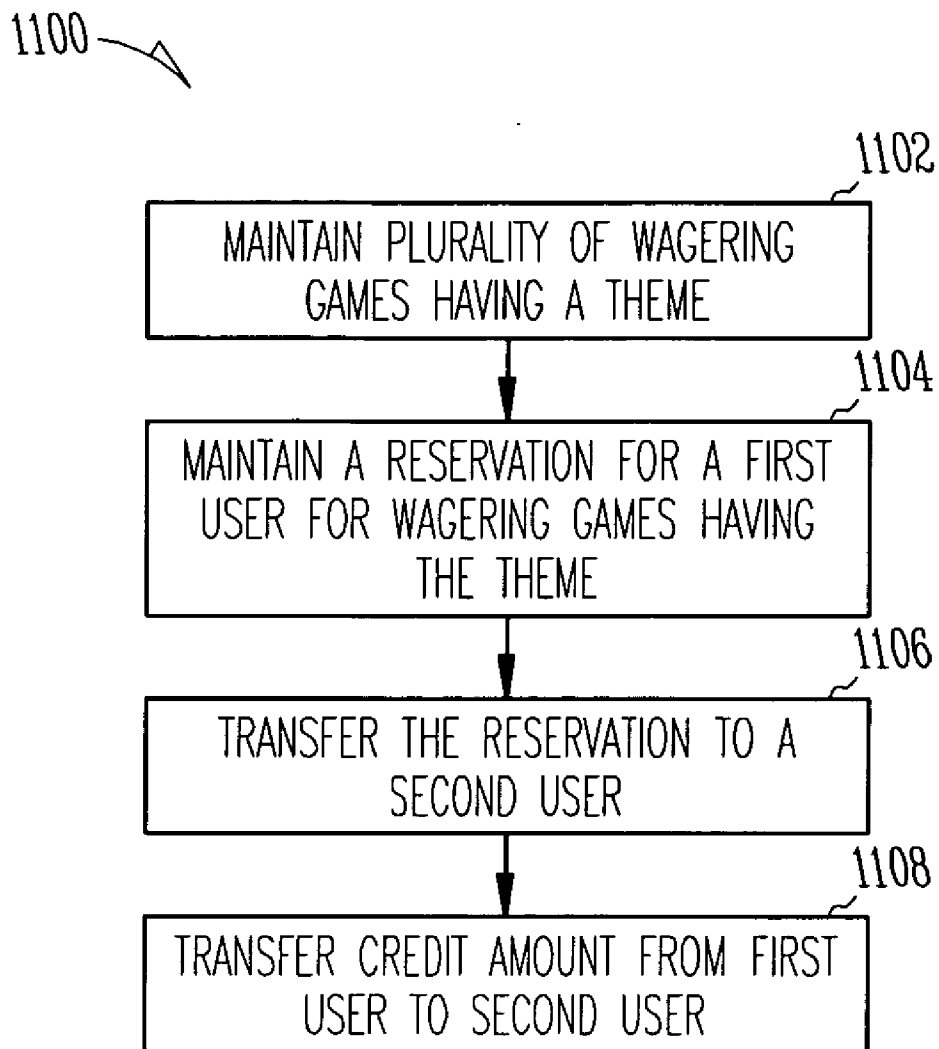 1100
1102
MAINTAIN PLURALITY OF WAGERING
GAMES HAVING A THEME
1104
MAINTAIN A RESERVATION FOR A FIRST
USER FOR WAGERING GAMES HAVING
THE THEME
1106
TRANSFER THE RESERVATION TO A
SECOND USER
1108
TRANSFER CREDIT AMOUNT FROM FIRST
USER TO SECOND USER